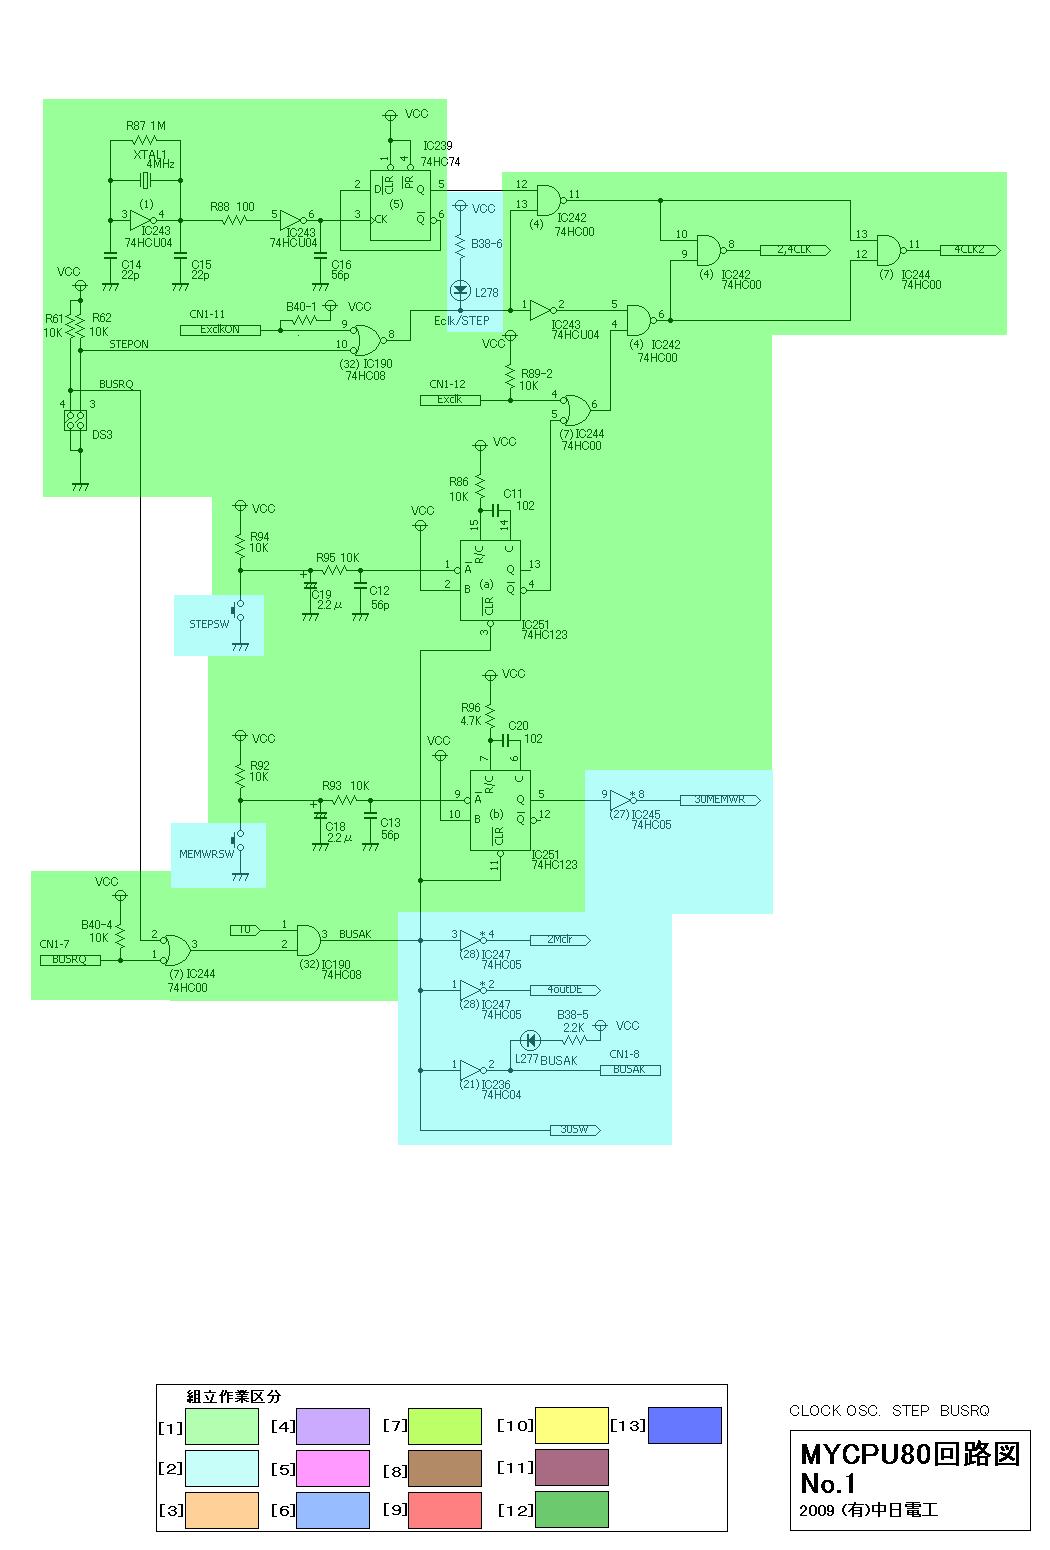 VCC
R87 1M
IC239
74HC74
XTAL1
4MHz
1
4
2
D
CLR
PR
Q
5
12
11
(1)
(5)
3
4
R88 100
5
6
3
CK
Q
6
VCC
13
IC242
(4)
74HC00
IC243
74HCU04
IC243
74HCU04
B38-6
10
8
2,4CLK
13
11
4CLK2
9
12
C14
22p
C15
22p
C16
56p
(4) IC242
74HC00
(7) IC244
74HC00
VCC
L278
CN1-11
B40-1
VCC
R61
10K
R62
10K
ExclkON
9
8
Eclk/STEP
1
2
5
6
IC243
74HCU04
4
STEPON
10
VCC
(4) IC242
74HC00
(32) IC190
74HC08
R89-2
10K
BUSRQ
CN1-12
Exclk
4
6
4
3
5
DS3
(7) IC244
74HC00
VCC
R86
10K
C11
102
VCC
VCC
15
14
R94
10K
R95 10K
1
A
R/C
C
Q
13
C19
2.2μ
C12
56p
2
B
(a)
Q
4
CLR
STEPSW
3
IC251
74HC123
VCC
R96
4.7K
C20
102
VCC
VCC
7
6
R92
10K
R93 10K
9
A
R/C
C
Q
5
9
*
8
30MEMWR
C18
2.2μ
C13
56p
10
B
(b)
Q
12
(27) IC245
74HC05
CLR
MEMWRSW
11
IC251
74HC123
VCC
B40-4
10K
T0
1
3
BUSAK
3
*
4
2Mclr
CN1-7
2
3
2
BUSRQ
1
(28) IC247
74HC05
(32) IC190
74HC08
(7) IC244
74HC00
1
*
2
4outDE
(28) IC247
74HC05
B38-5
2.2K
VCC
L277
BUSAK
CN1-8
1
2
BUSAK
(21) IC236
74HC04
30SW
組立作業区分
[1]
[4]
[7]
[10]
[13]
[2]
[5]
[8]
[11]
[3]
[6]
[9]
[12]
CLOCK OSC. STEP BUSRQ
MYCPU80回路図
No.1
2009 (有)中日電工